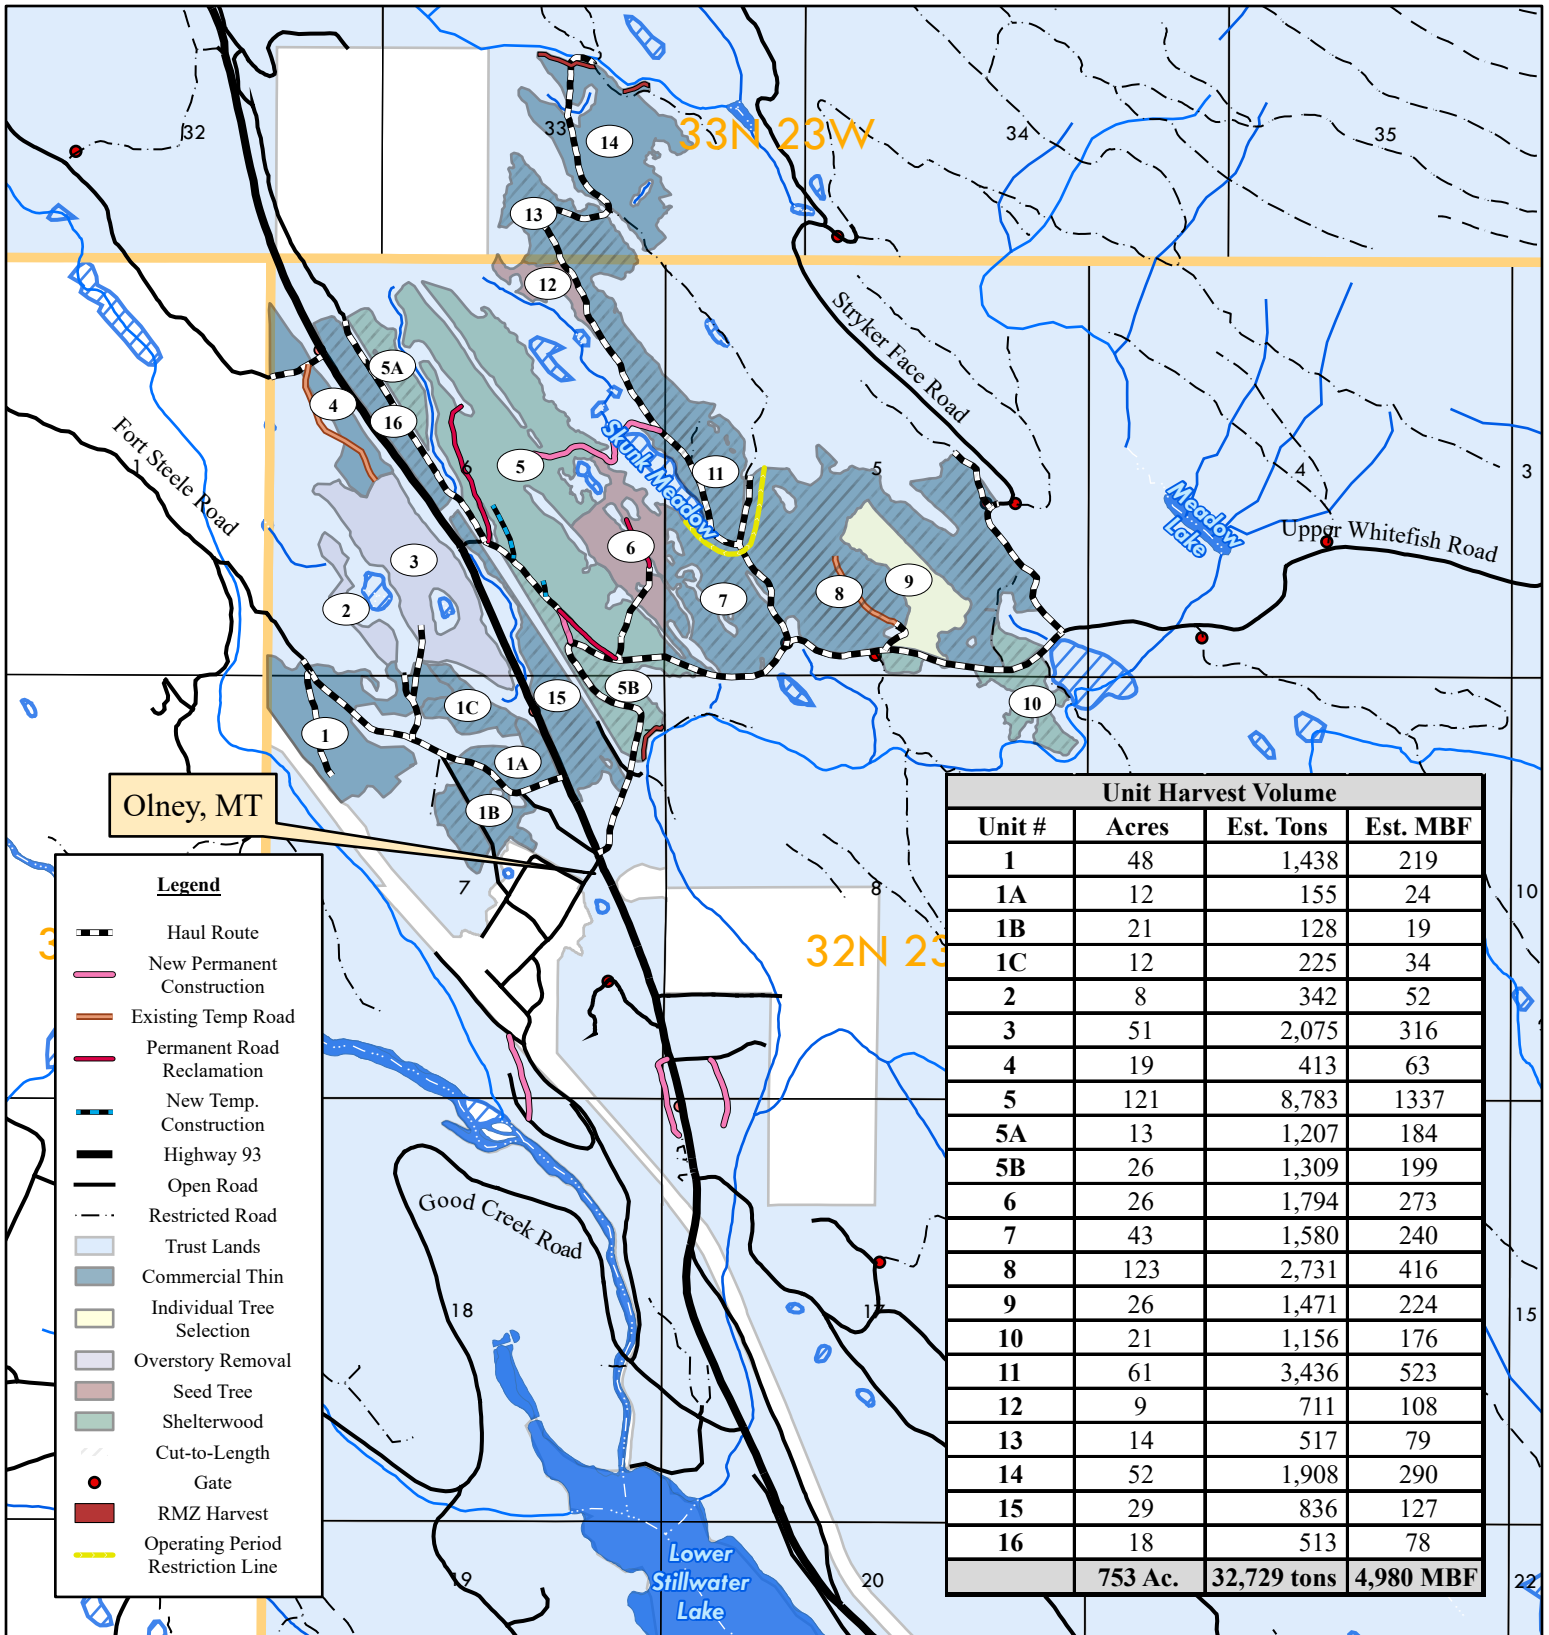 32
33
33N 23W
34
35
14
13
12
5A
4
16
Stryker Face Road
Fort Steele Road
6
5
Skunk Meadow
11
5
4
3
Meadow
Lake
Upper Whitefish Road
3
6
7
8
9
2
5B
1C
15
10
1
1A
1B
Olney, MT
7
8
10
32N 23
3
Good Creek Road
18
17
15
Lower
Stillwater
Lake
19
20
22
Legend
Haul Route
New Permanent
Construction
Existing Temp Road
Permanent Road
Reclamation
New Temp.
Construction
Highway 93
Open Road
Restricted Road
Trust Lands
Commercial Thin
Individual Tree
Selection
Overstory Removal
Seed Tree
Shelterwood
Cut-to-Length
Gate
RMZ Harvest
Operating Period
Restriction Line
Unit Harvest Volume
Unit # Acres Est. Tons Est. MBF
1 48 1,438 219
1A 12 155 24
1B 21 128 19
1C 12 225 34
2 8 342 52
3 51 2,075 316
4 19 413 63
5 121 8,783 1337
5A 13 1,207 184
5B 26 1,309 199
6 26 1,794 273
7 43 1,580 240
8 123 2,731 416
9 26 1,471 224
10 21 1,156 176
11 61 3,436 523
12 9 711 108
13 14 517 79
14 52 1,908 290
15 29 836 127
16 18 513 78
753 Ac. 32,729 tons 4,980 MBF